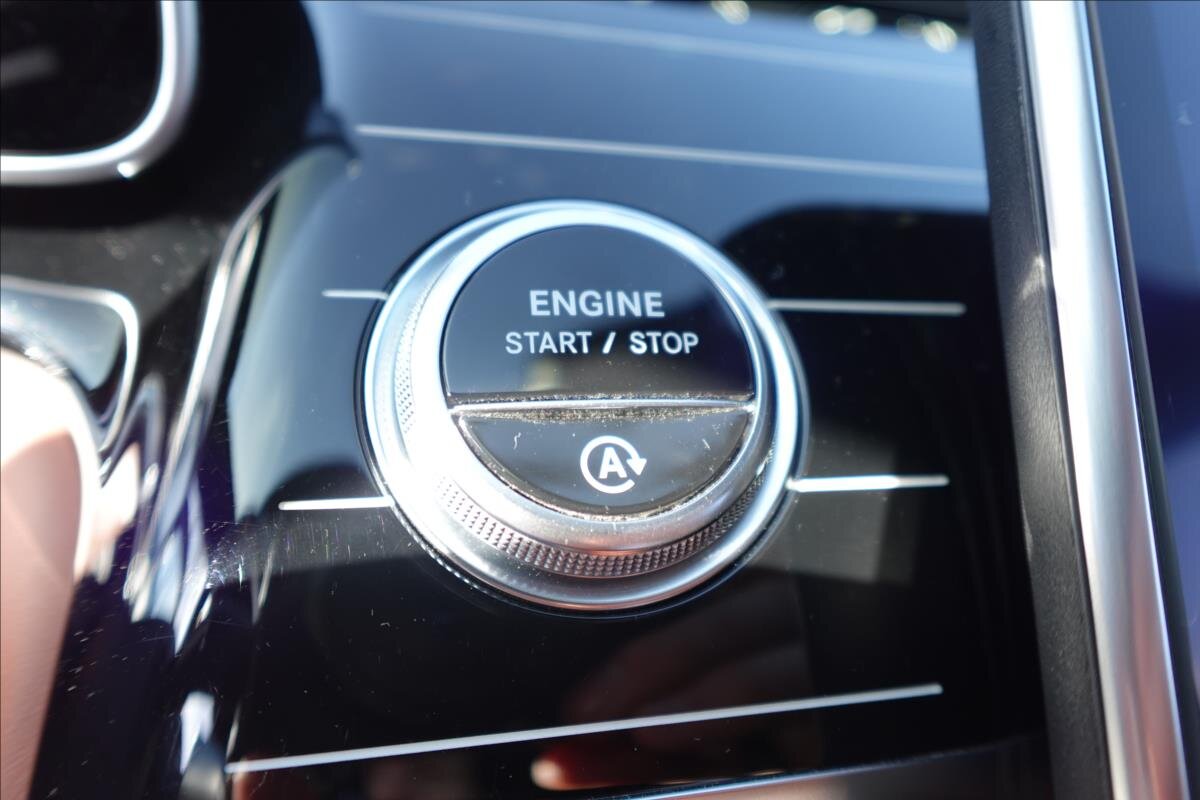 ENGINE
START / STOP
A